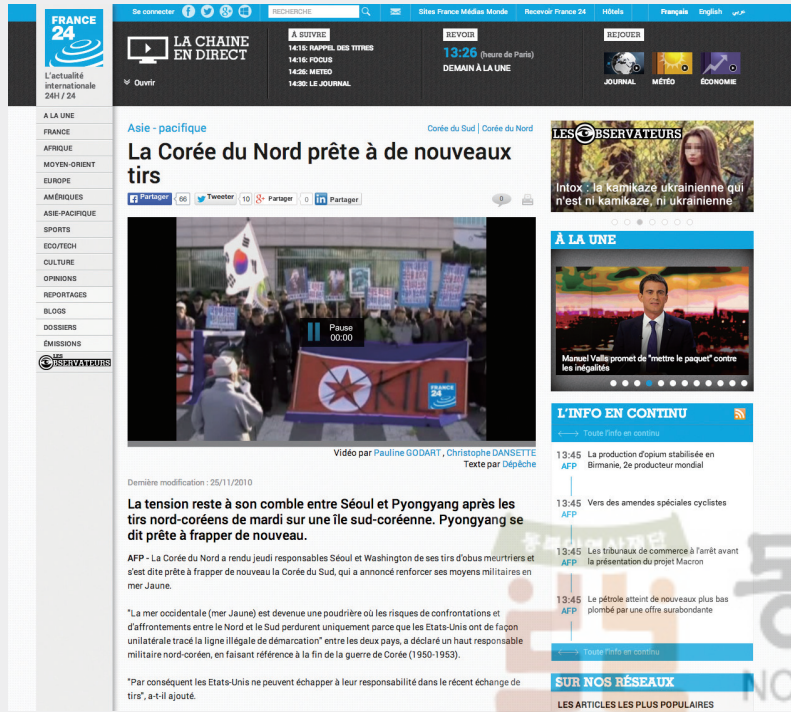 Se connecter
RECHERCHE
Sites France Médias Monde
Recevoir France 24
Hôtels
Français
English
عربي
FRANCE
24
L'actualité
internationale
24H / 24
LA CHAINE
EN DIRECT
Ouvrir
À SUIVRE
14:15: RAPPEL DES TITRES
14:16: FOCUS
14:26: METEO
14:30: LE JOURNAL
REVOIR
13:26 (heure de Paris)
DEMAIN À LA UNE
REJOUER
JOURNAL
MÉTÉO
ÉCONOMIE
A LA UNE
FRANCE
AFRIQUE
MOYEN-ORIENT
EUROPE
AMÉRIQUES
ASIE-PACIFIQUE
SPORTS
ECO/TECH
CULTURE
OPINIONS
REPORTAGES
BLOGS
DOSSIERS
ÉMISSIONS
LES
OBSERVATEURS
Asie - pacifique
Corée du Sud | Corée du Nord
La Corée du Nord prête à de nouveaux
tirs
Partager 66 Tweeter 10 Partager 0 Partager
0
Pause
00:00
KILL
FRANCE
24
Vidéo par Pauline GODART , Christophe DANSETTE
Texte par Dépêche
Dernière modification : 25/11/2010
La tension reste à son comble entre Séoul et Pyongyang après les
tirs nord-coréens de mardi sur une île sud-coréenne. Pyongyang se
dit prête à frapper de nouveau.
AFP - La Corée du Nord a rendu jeudi responsables Séoul et Washington de ses tirs d'obus meurtriers et
s'est dite prête à frapper de nouveau la Corée du Sud, qui a annoncé renforcer ses moyens militaires en
mer Jaune.
"La mer occidentale (mer Jaune) est devenue une poudrière où les risques de confrontations et
d'affrontements entre le Nord et le Sud perdurent uniquement parce que les Etats-Unis ont de façon
unilatérale tracé la ligne illégale de démarcation" entre les deux pays, a déclaré un haut responsable
militaire nord-coréen, en faisant référence à la fin de la guerre de Corée (1950-1953).
"Par conséquent les Etats-Unis ne peuvent échapper à leur responsabilité dans le récent échange de
tirs", a-t-il ajouté.
LES OBSERVATEURS
Intox : la kamikaze ukrainienne qui
n'est ni kamikaze, ni ukrainienne
À LA UNE
Manuel Valls promet de "mettre le paquet" contre
les inégalités
L'INFO EN CONTINU
Toute l'info en continu
13:45 La production d'opium stabilisée en
AFP Birmanie, 2e producteur mondial
13:45 Vers des amendes spéciales cyclistes
AFP
13:45 Les tribunaux de commerce à l'arrêt avant
AFP la présentation du projet Macron
13:45 Le pétrole atteint de nouveaux plus bas
AFP plombé par une offre surabondante
Toute l'info en continu
SUR NOS RÉSEAUX
LES ARTICLES LES PLUS POPULAIRES
동북아역사재단
NO